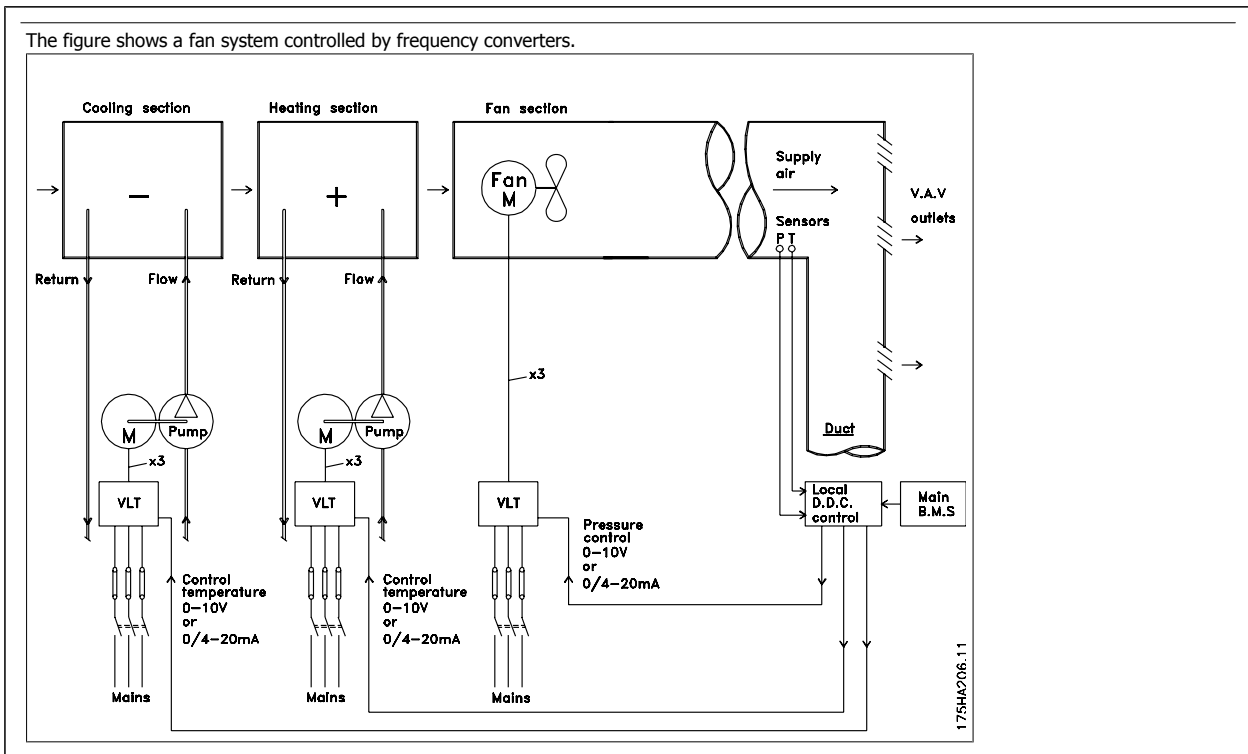 The figure shows a fan system controlled by frequency converters.
Cooling section
Heating section
Fan section
−
+
Fan
M
Supply
air
Sensors
P T
V.A.V
outlets
Return
Flow
Return
Flow
x3
M
Pump
M
Pump
Duct
x3
x3
VLT
VLT
VLT
Local
D.D.C.
control
Main
B.M.S
Pressure
control
0−10V
or
0/4−20mA
Control
temperature
0−10V
or
0/4−20mA
Control
temperature
0−10V
or
0/4−20mA
Mains
Mains
Mains
175HA206.11